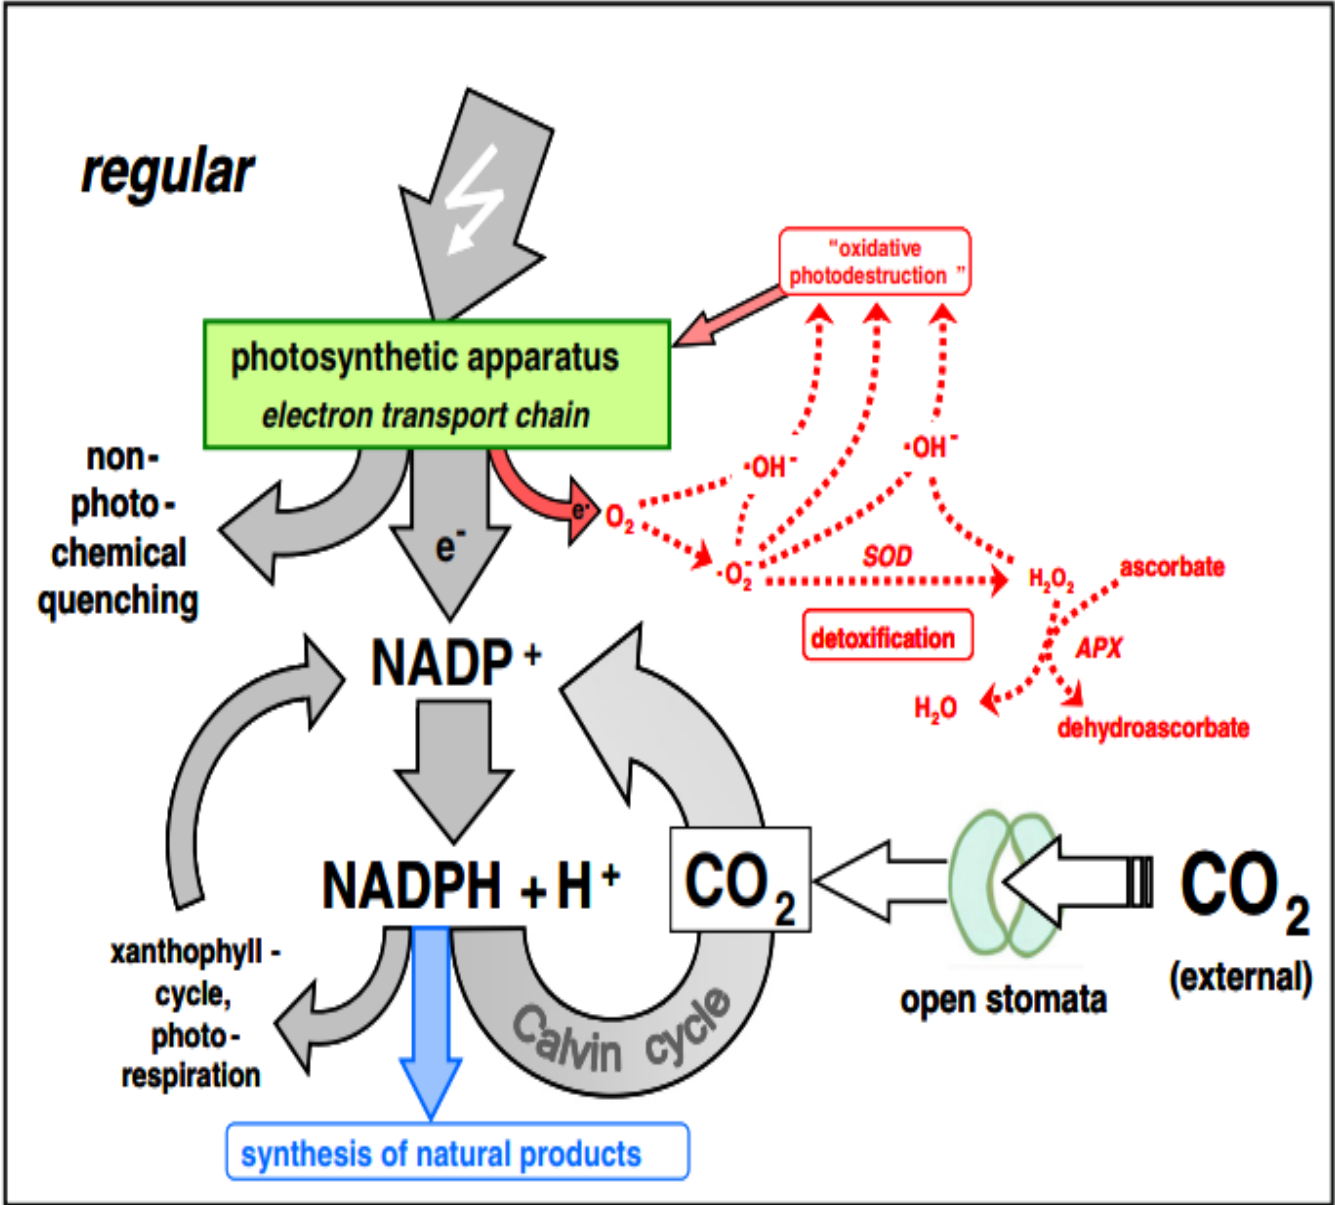 regular
“oxidative
photodestruction ”
photosynthetic apparatus
electron transport chain
non-
photo-
chemical
quenching
e-
e-
O2
·OH-
·OH-
·O2-
SOD
H2O2
ascorbate
detoxification
APX
H2O
dehydroascorbate
NADP+
NADPH + H+
CO2
CO2
(external)
open stomata
xanthophyll-
cycle,
photo-
respiration
Calvin cycle
synthesis of natural products